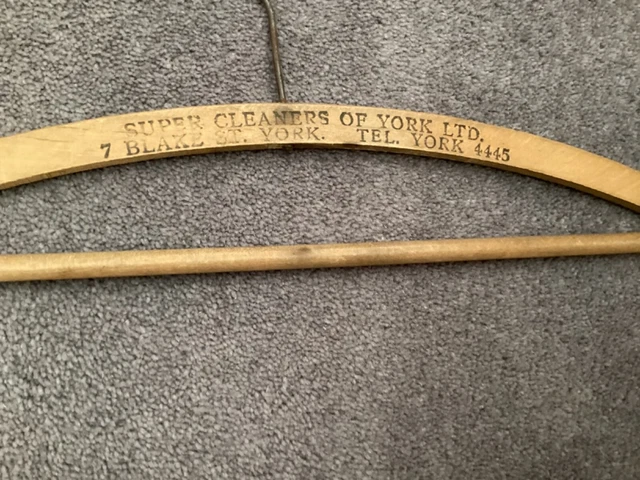 SUPER CLEANERS OF YORK LTD.
7 BLAKE ST. YORK. TEL. YORK 4445